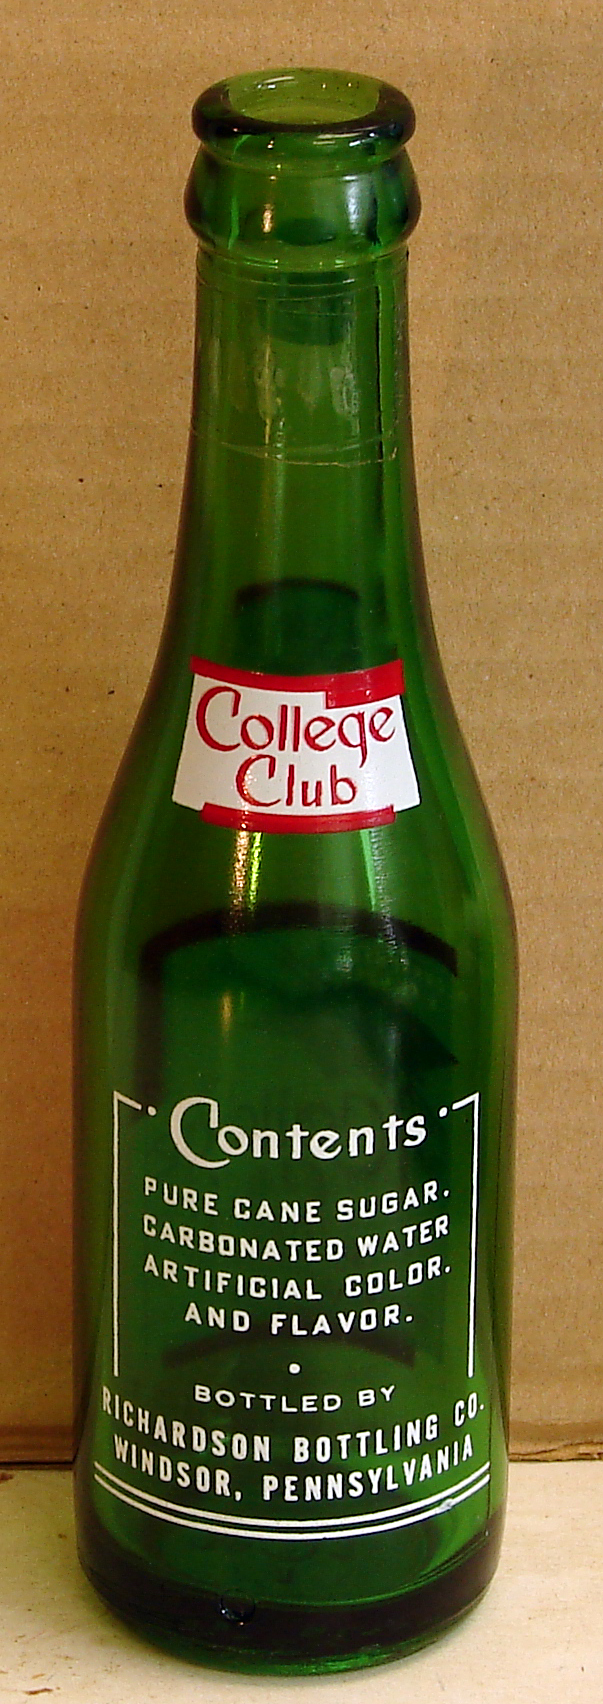 College
Club
Contents
PURE CANE SUGAR.
CARBONATED WATER
ARTIFICIAL COLOR.
AND FLAVOR.
BOTTLED BY
RICHARDSON BOTTLING CO.
WINDSOR, PENNSYLVANIA